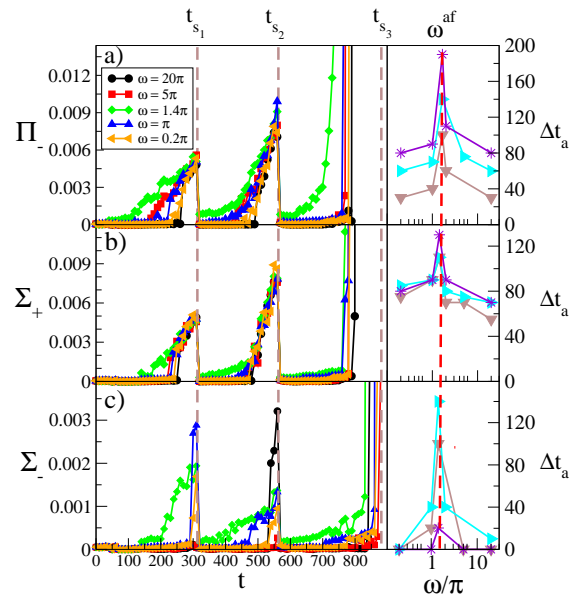 t_{s_1} t_{s_2} t_{s_3} ω^{af}
a)
ω = 20π
ω = 5π
ω = 1.4π
ω = π
ω = 0.2π
Π_-
0.012
0.009
0.006
0.003
0
200
160
120
80
40
0
Δt_a
b)
Σ_+
0.009
0.006
0.003
0
120
80
40
0
Δt_a
c)
Σ_-
0.003
0.002
0.001
0
120
80
40
0
Δt_a
0 100 200 300 400 500 600 700 800
t
1 10
ω/π